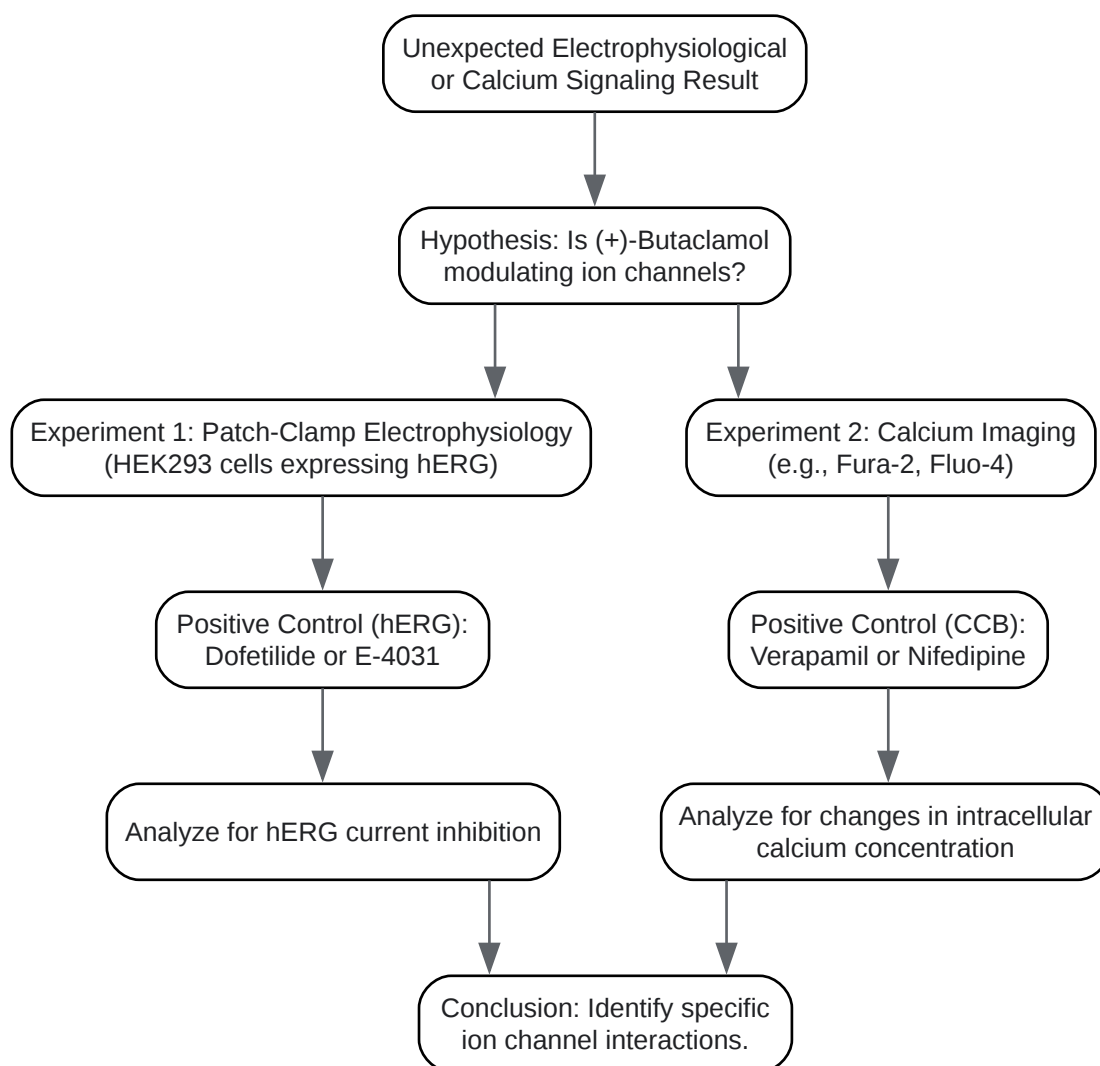 Unexpected Electrophysiological
or Calcium Signaling Result
Hypothesis: Is (+)-Butaclamol
modulating ion channels?
Experiment 1: Patch-Clamp Electrophysiology
(HEK293 cells expressing hERG)
Experiment 2: Calcium Imaging
(e.g., Fura-2, Fluo-4)
Positive Control (hERG):
Dofetilide or E-4031
Positive Control (CCB):
Verapamil or Nifedipine
Analyze for hERG current inhibition
Analyze for changes in intracellular
calcium concentration
Conclusion: Identify specific
ion channel interactions.